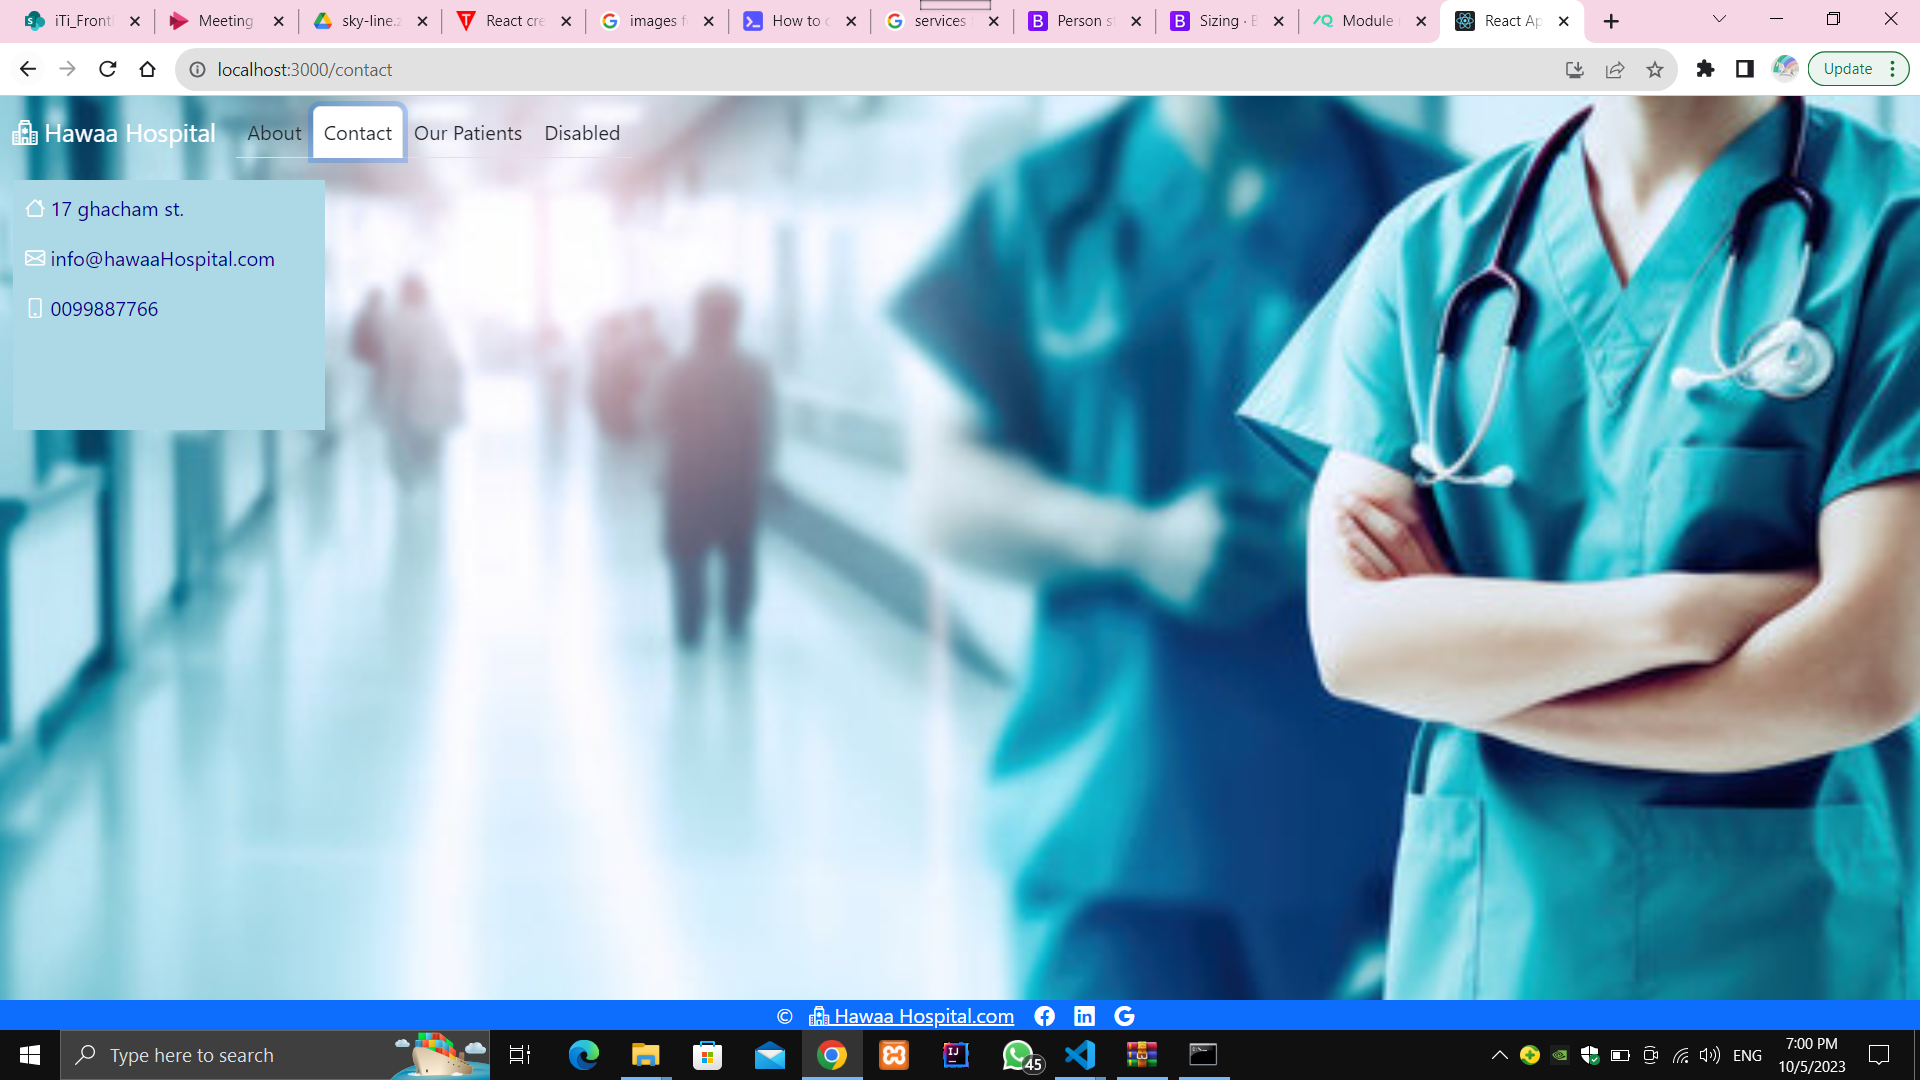 iTi_Front
Meeting
sky-line.z
React cre
images f
How to c
services
Person s
Sizing · B
Module
React Ap
localhost:3000/contact
Update
Hawaa Hospital
About
Contact
Our Patients
Disabled
17 ghacham st.
info@hawaaHospital.com
0099887766
© Hawaa Hospital.com
Type here to search
45
ENG
7:00 PM
10/5/2023